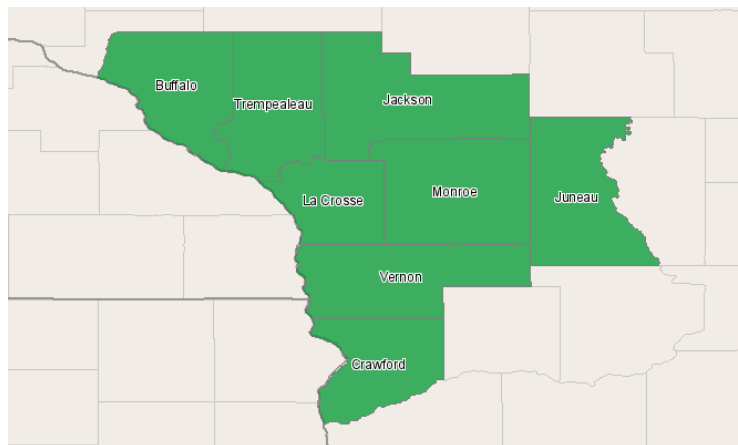 Buffalo
Trempealeau
Jackson
La Crosse
Monroe
Juneau
Vernon
Crawford